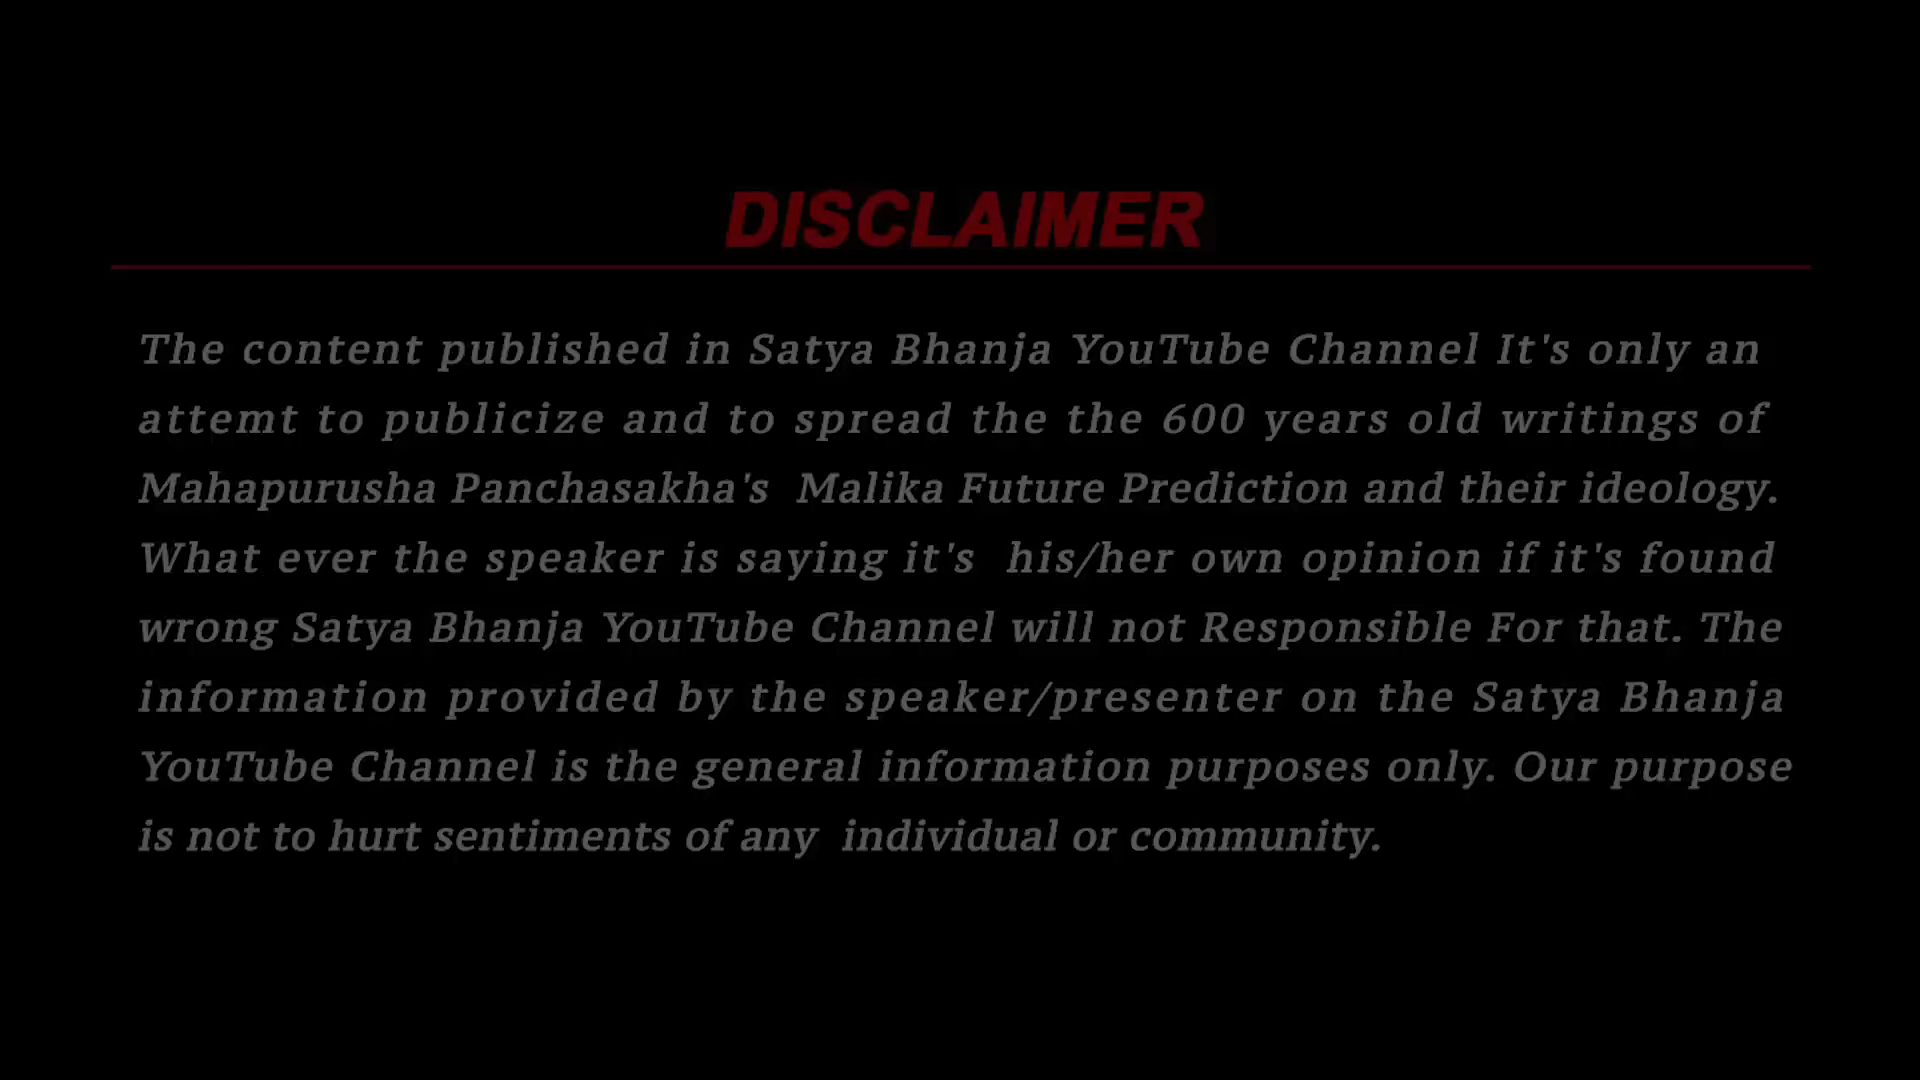 DISCLAIMER
The content published in Satya Bhanja YouTube Channel It's only an
attemt to publicize and to spread the the 600 years old writings of
Mahapurusha Panchasakha's Malika Future Prediction and their ideology.
What ever the speaker is saying it's his/her own opinion if it's found
wrong Satya Bhanja YouTube Channel will not Responsible For that. The
information provided by the speaker/presenter on the Satya Bhanja
YouTube Channel is the general information purposes only. Our purpose
is not to hurt sentiments of any individual or community.